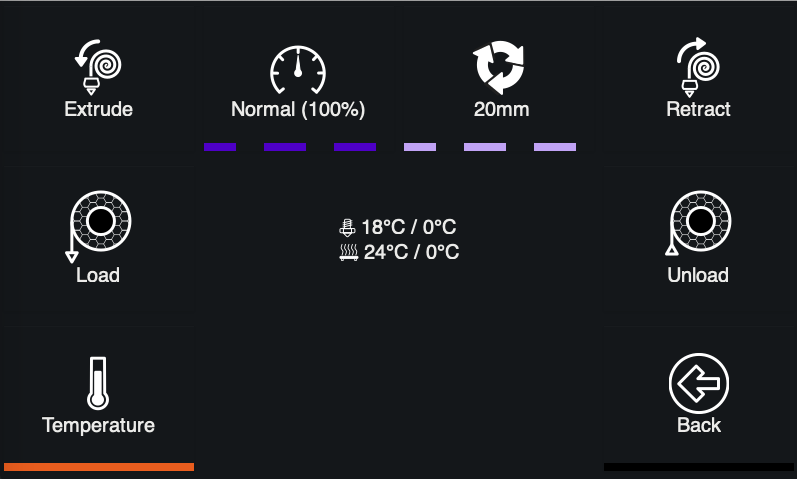 Extrude
Normal (100%)
20mm
Retract
18°C / 0°C
24°C / 0°C
Load
Unload
Temperature
Back